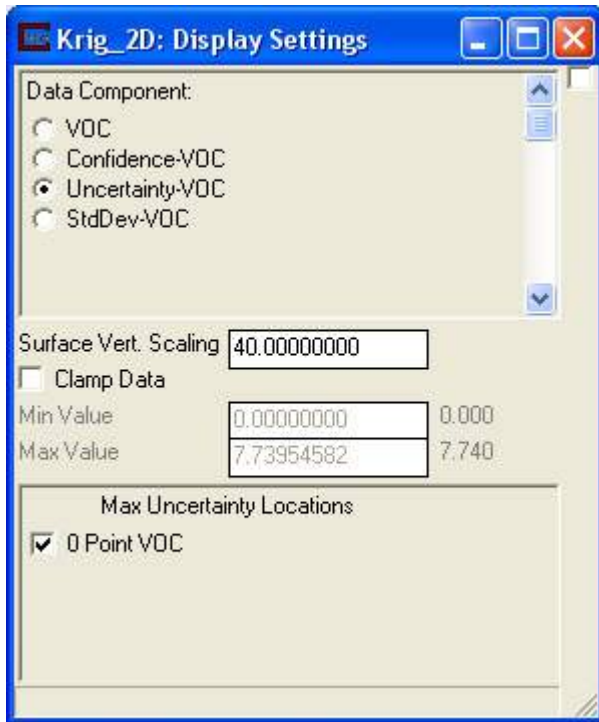 Krig_2D: Display Settings
Data Component:
VOC
Confidence-VOC
Uncertainty-VOC
StdDev-VOC
Surface Vert. Scaling 40.00000000
Clamp Data
Min Value 0.00000000 0.000
Max Value 7.73954582 7.740
Max Uncertainty Locations
0 Point VOC